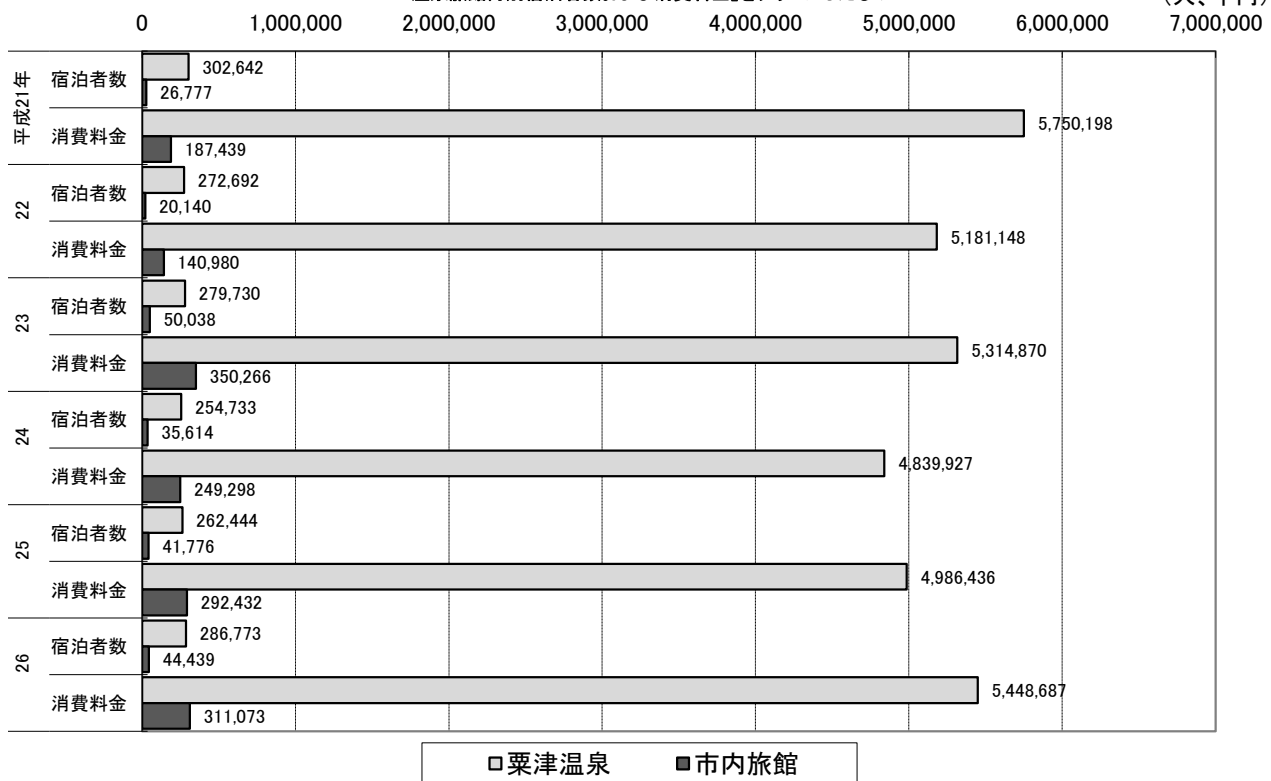 (人、千円)
0 1,000,000 2,000,000 3,000,000 4,000,000 5,000,000 6,000,000 7,000,000
平成21年
宿泊者数 302,642
26,777
消費料金 5,750,198
187,439
22
宿泊者数 272,692
20,140
消費料金 5,181,148
140,980
23
宿泊者数 279,730
50,038
消費料金 5,314,870
350,266
24
宿泊者数 254,733
35,614
消費料金 4,839,927
249,298
25
宿泊者数 262,444
41,776
消費料金 4,986,436
292,432
26
宿泊者数 286,773
44,439
消費料金 5,448,687
311,073
粟津温泉 市内旅館